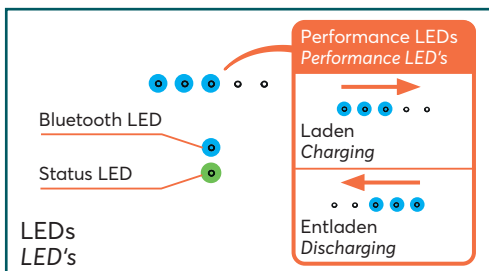 Performance LEDs
Performance LED‘s
Bluetooth LED
Laden
Charging
Status LED
Entladen
Discharging
LEDs
LED‘s